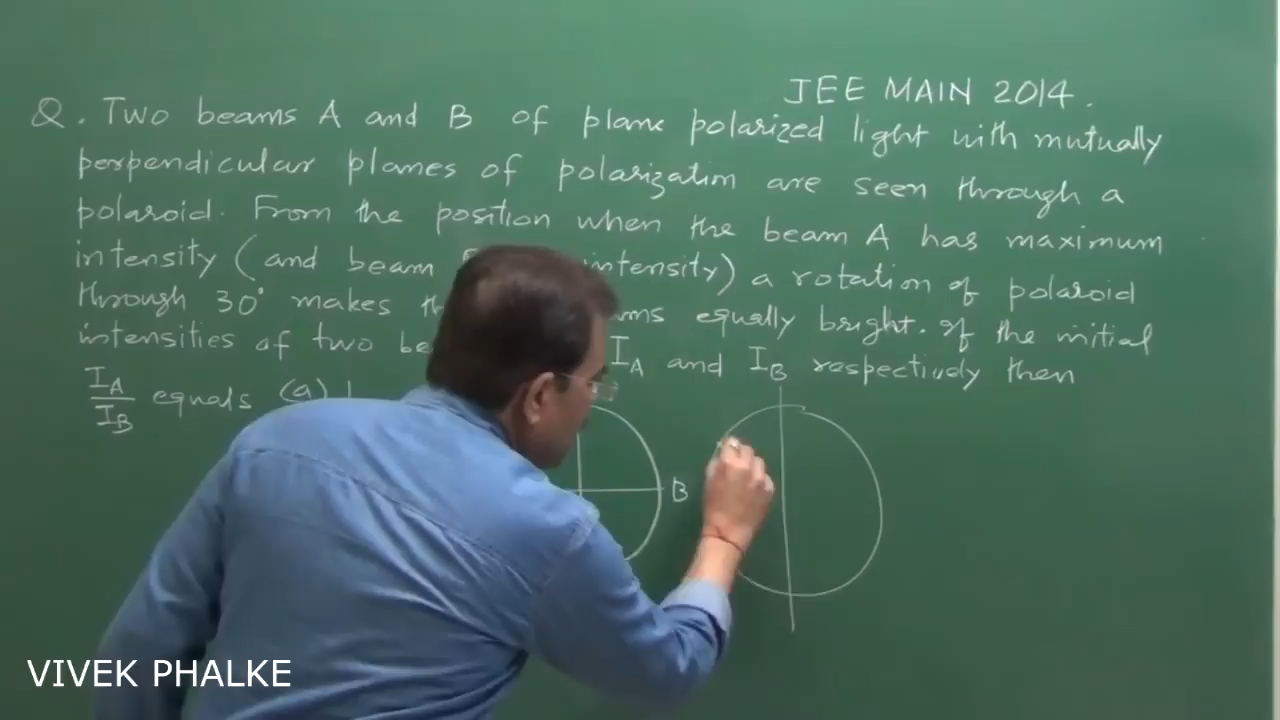 JEE MAIN 2014.
Q. Two beams A and B of plane polarized light with mutually
perpendicular planes of polarization are seen through a
polaroid. From the position when the beam A has maximum
intensity (and beam intensity) a rotation of polaroid
through 30° makes equally bright. If the initial
intensities of two I_A and I_B respectively then
I_A/I_B equals (a)
B
VIVEK PHALKE